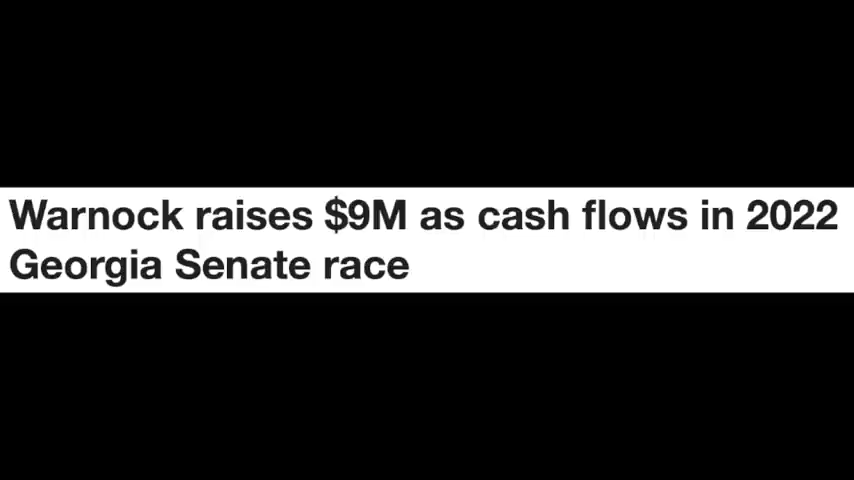 Warnock raises $9M as cash flows in 2022
Georgia Senate race